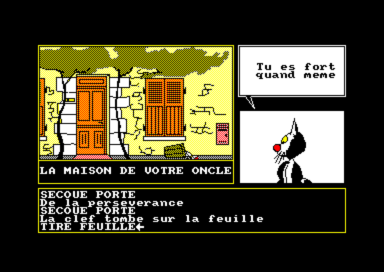 Tu es fort
quand meme
LA MAISON DE VOTRE ONCLE
SECOUE PORTE
De la perseverance
SECOUE PORTE
La clef tombe sur la feuille
TIRE FEUILLE←